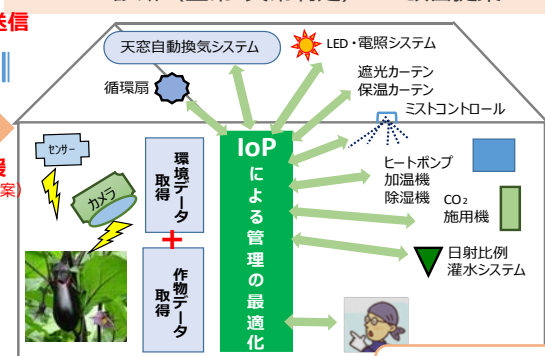 送信
天窓自動換気システム
LED・電照システム
循環扇
遮光カーテン
保温カーテン
ミストコントロール
センサー
カメラ
援
案)
環境データ
取得
+
作物データ
取得
IoP
による管理の最適化
ヒートポンプ
加温機
除湿機
CO₂
施用機
日射比例
灌水システム